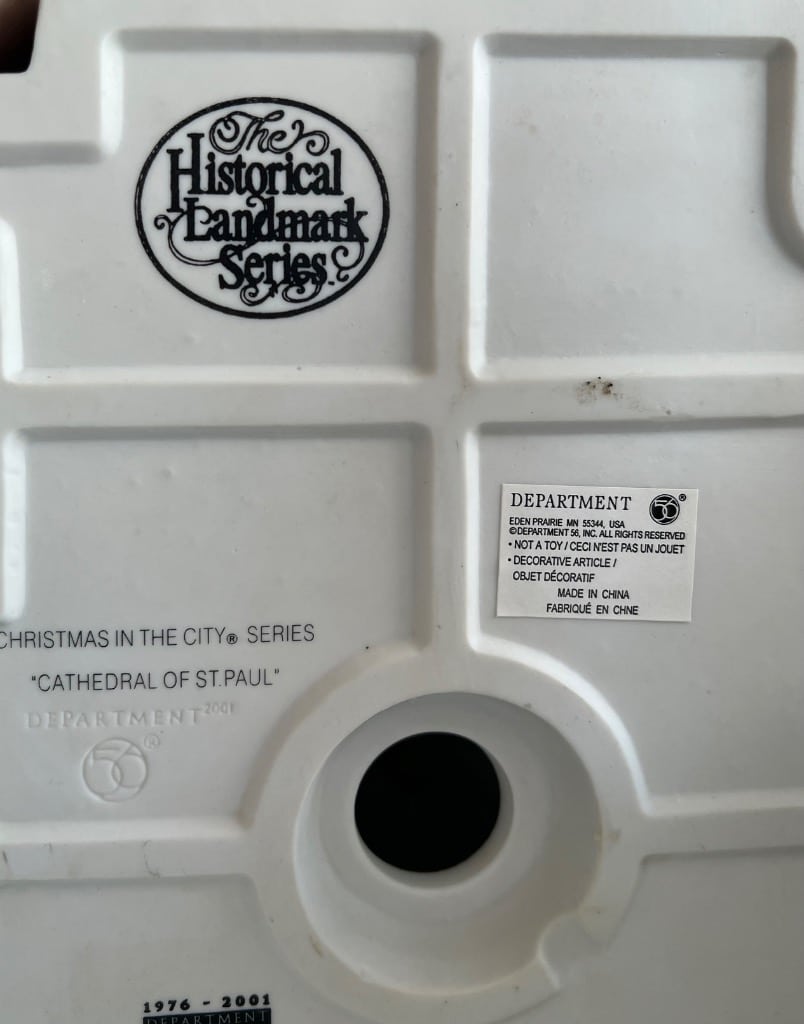 The
Historical
Landmark
Series
DEPARTMENT 56®
EDEN PRAIRIE MN 55344, USA
©DEPARTMENT 56, INC. ALL RIGHTS RESERVED
• NOT A TOY / CECI N'EST PAS UN JOUET
• DECORATIVE ARTICLE /
OBJET DÉCORATIF
MADE IN CHINA
FABRIQUÉ EN CHNE
CHRISTMAS IN THE CITY® SERIES
"CATHEDRAL OF ST. PAUL"
DEPARTMENT 2001
56®
1976 - 2001
DEPARTMENT